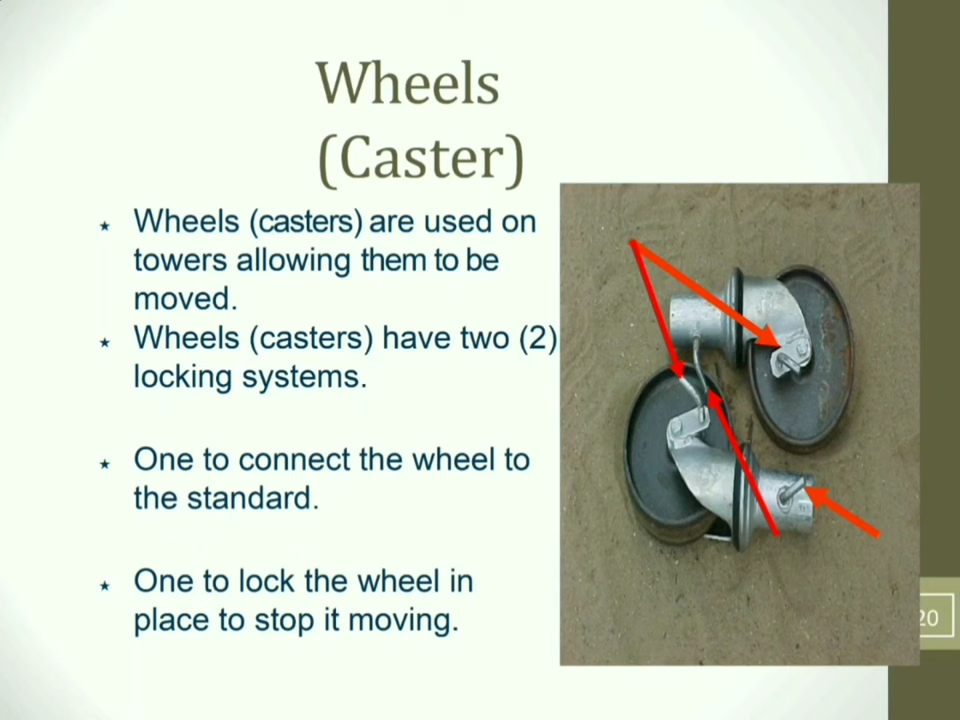 Wheels
(Caster)
★ Wheels (casters) are used on
towers allowing them to be
moved.
★ Wheels (casters) have two (2)
locking systems.
★ One to connect the wheel to
the standard.
★ One to lock the wheel in
place to stop it moving.
20